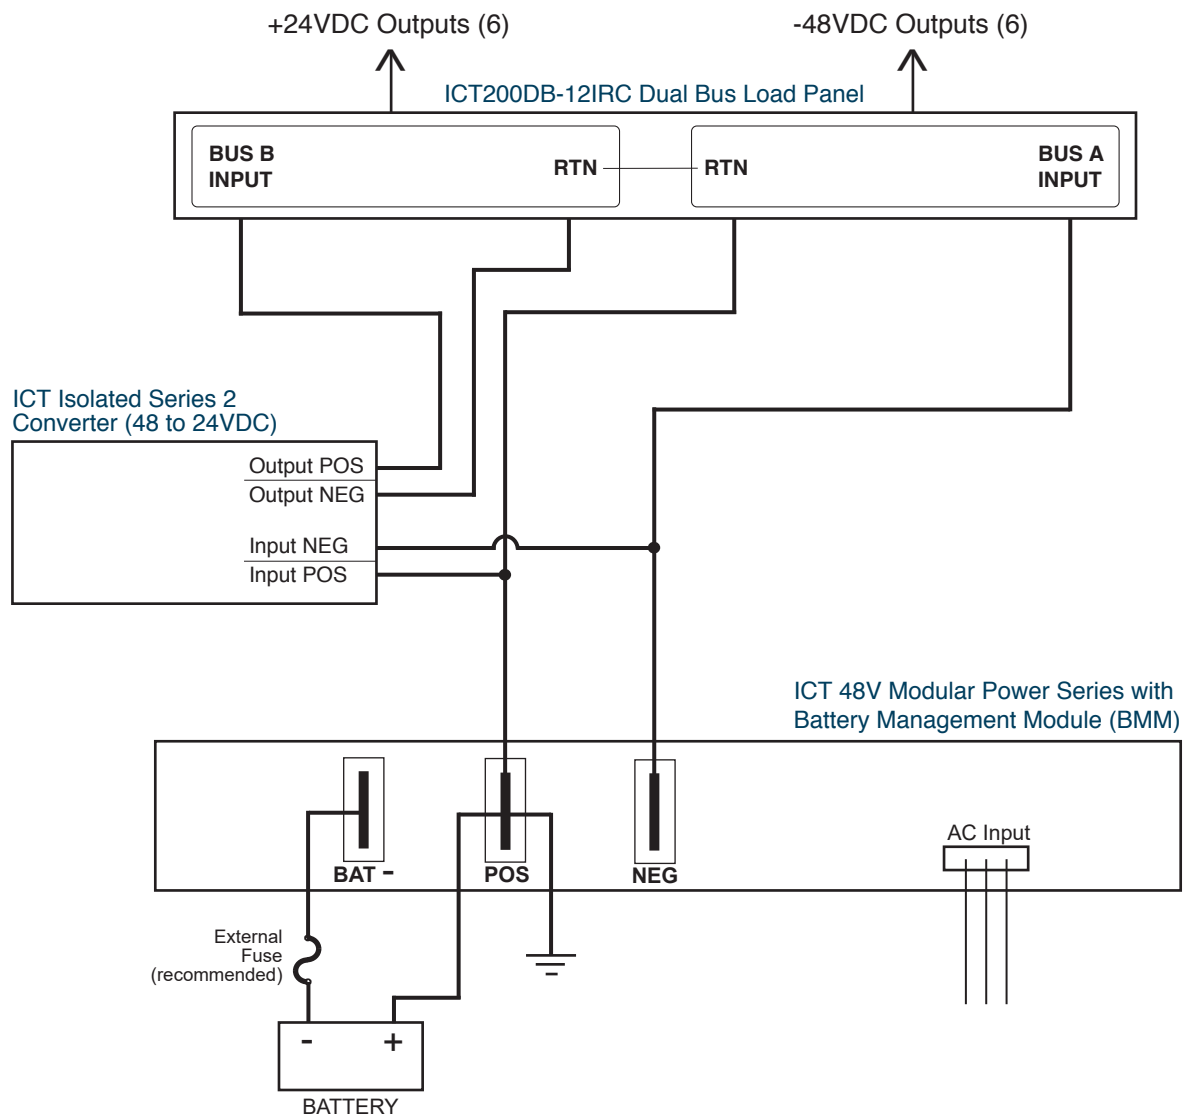 +24VDC Outputs (6)
-48VDC Outputs (6)
ICT200DB-12IRC Dual Bus Load Panel
BUS B
INPUT
RTN
RTN
BUS A
INPUT
ICT Isolated Series 2
Converter (48 to 24VDC)
Output POS
Output NEG
Input NEG
Input POS
ICT 48V Modular Power Series with
Battery Management Module (BMM)
BAT -
POS
NEG
AC Input
External
Fuse
(recommended)
- +
BATTERY